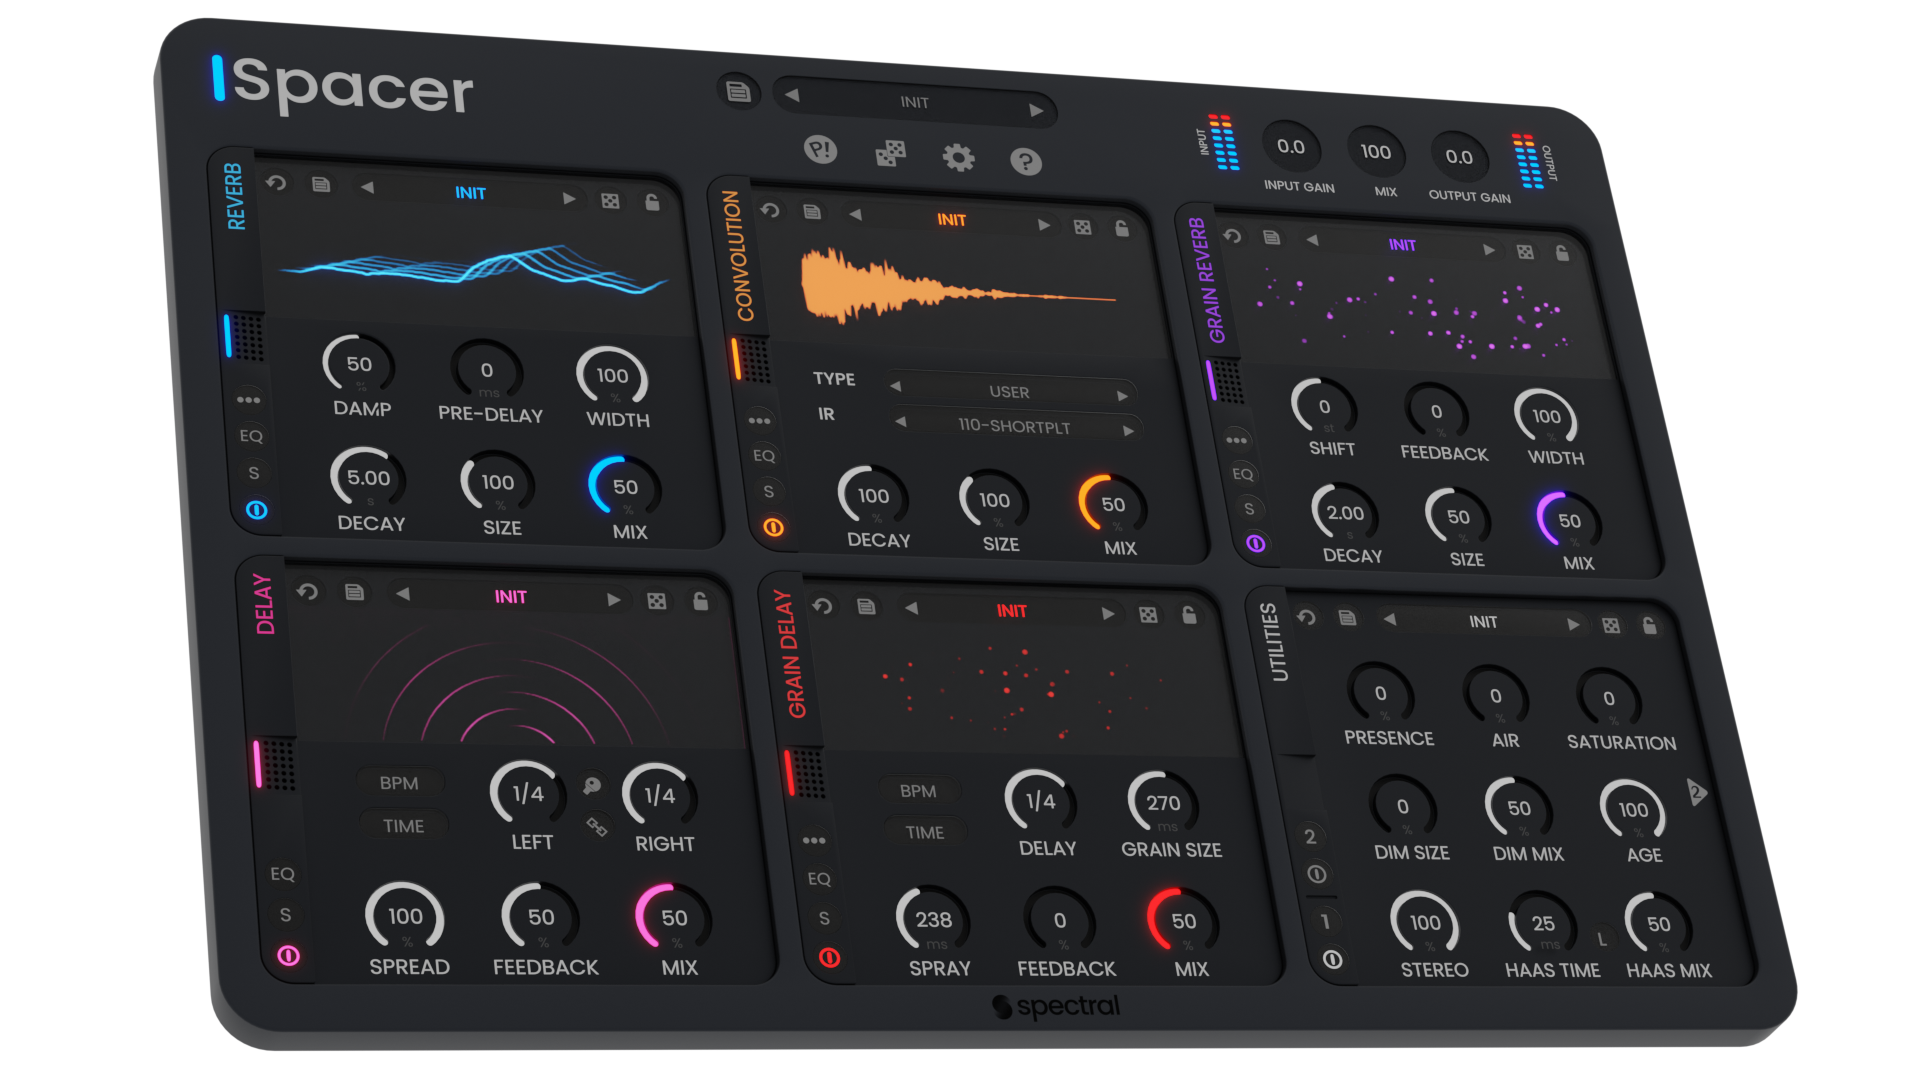 Spacer
INIT
P!
?
INPUT
0.0
INPUT GAIN
100
MIX
0.0
OUTPUT GAIN
OUTPUT
REVERB
INIT
50
%
DAMP
0
ms
PRE-DELAY
100
%
WIDTH
EQ
S
5.00
s
DECAY
100
%
SIZE
50
%
MIX
CONVOLUTION
INIT
TYPE
USER
IR
110-SHORTPLT
EQ
S
100
%
DECAY
100
%
SIZE
50
%
MIX
GRAIN REVERB
INIT
0
st
SHIFT
0
%
FEEDBACK
100
%
WIDTH
EQ
S
2.00
s
DECAY
50
%
SIZE
50
%
MIX
DELAY
INIT
BPM
TIME
1/4
LEFT
1/4
RIGHT
EQ
S
100
%
SPREAD
50
%
FEEDBACK
50
%
MIX
GRAIN DELAY
INIT
BPM
TIME
1/4
DELAY
270
ms
GRAIN SIZE
EQ
S
238
ms
SPRAY
0
%
FEEDBACK
50
%
MIX
UTILITIES
INIT
0
%
PRESENCE
0
%
AIR
0
%
SATURATION
0
%
DIM SIZE
50
%
DIM MIX
100
%
AGE
2
2
1
100
%
STEREO
25
ms
HAAS TIME
L
50
%
HAAS MIX
spectral